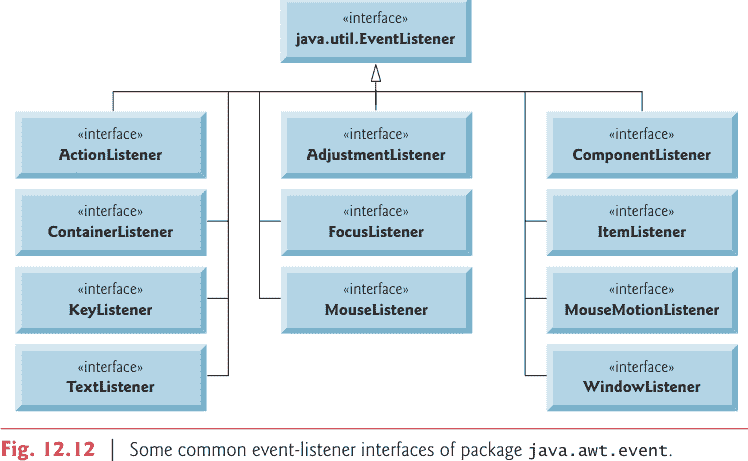 «interface»
java.util.EventListener
«interface»
ActionListener
«interface»
AdjustmentListener
«interface»
ComponentListener
«interface»
ContainerListener
«interface»
FocusListener
«interface»
ItemListener
«interface»
KeyListener
«interface»
MouseListener
«interface»
MouseMotionListener
«interface»
TextListener
«interface»
WindowListener
Fig. 12.12 | Some common event-listener interfaces of package java.awt.event.